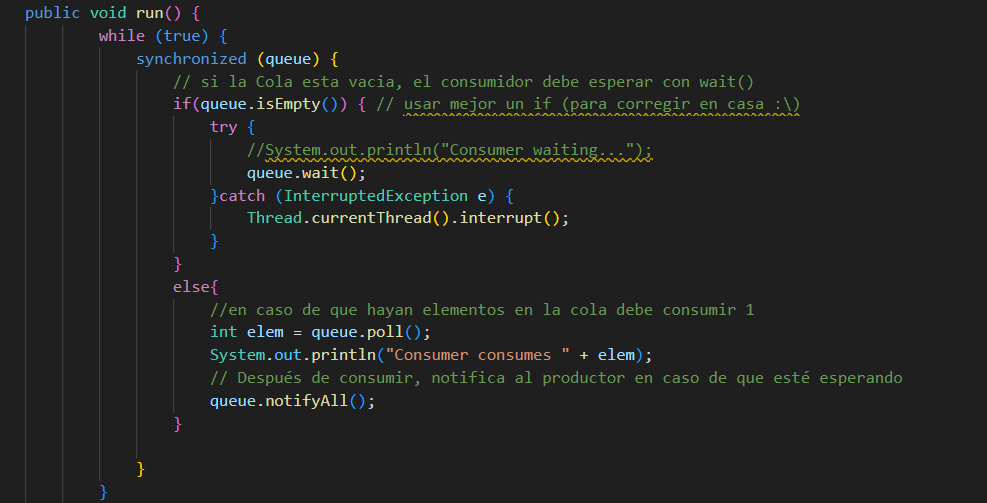 public void run() {
while (true) {
synchronized (queue) {
// si la Cola esta vacia, el consumidor debe esperar con wait()
if(queue.isEmpty()) { // usar mejor un if (para corregir en casa :\)
try {
//System.out.println("Consumer waiting...");
queue.wait();
}catch (InterruptedException e) {
Thread.currentThread().interrupt();
}
}
else{
//en caso de que hayan elementos en la cola debe consumir 1
int elem = queue.poll();
System.out.println("Consumer consumes " + elem);
// Después de consumir, notifica al productor en caso de que esté esperando
queue.notifyAll();
}
}
}